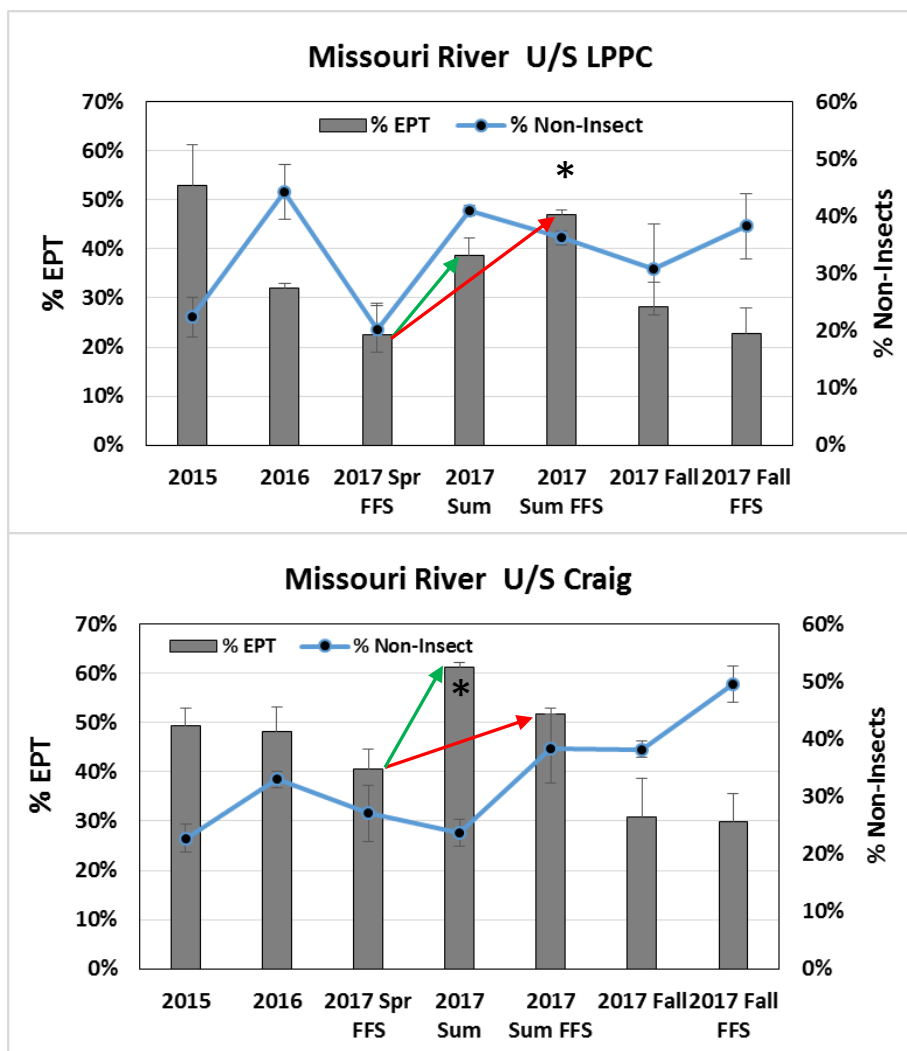 Missouri River U/S LPPC
70%
60%
50%
40%
30%
20%
10%
0%
% EPT
% EPT
% Non-Insect
*
60%
50%
40%
30%
20%
10%
0%
% Non-Insects
2015
2016
2017 Spr
FFS
2017
Sum
2017
Sum FFS
2017 Fall
2017 Fall
FFS
Missouri River U/S Craig
70%
60%
50%
40%
30%
20%
10%
0%
% EPT
% EPT
% Non-Insect
*
60%
50%
40%
30%
20%
10%
0%
% Non-Insects
2015
2016
2017 Spr
FFS
2017
Sum
2017
Sum FFS
2017 Fall
2017 Fall
FFS